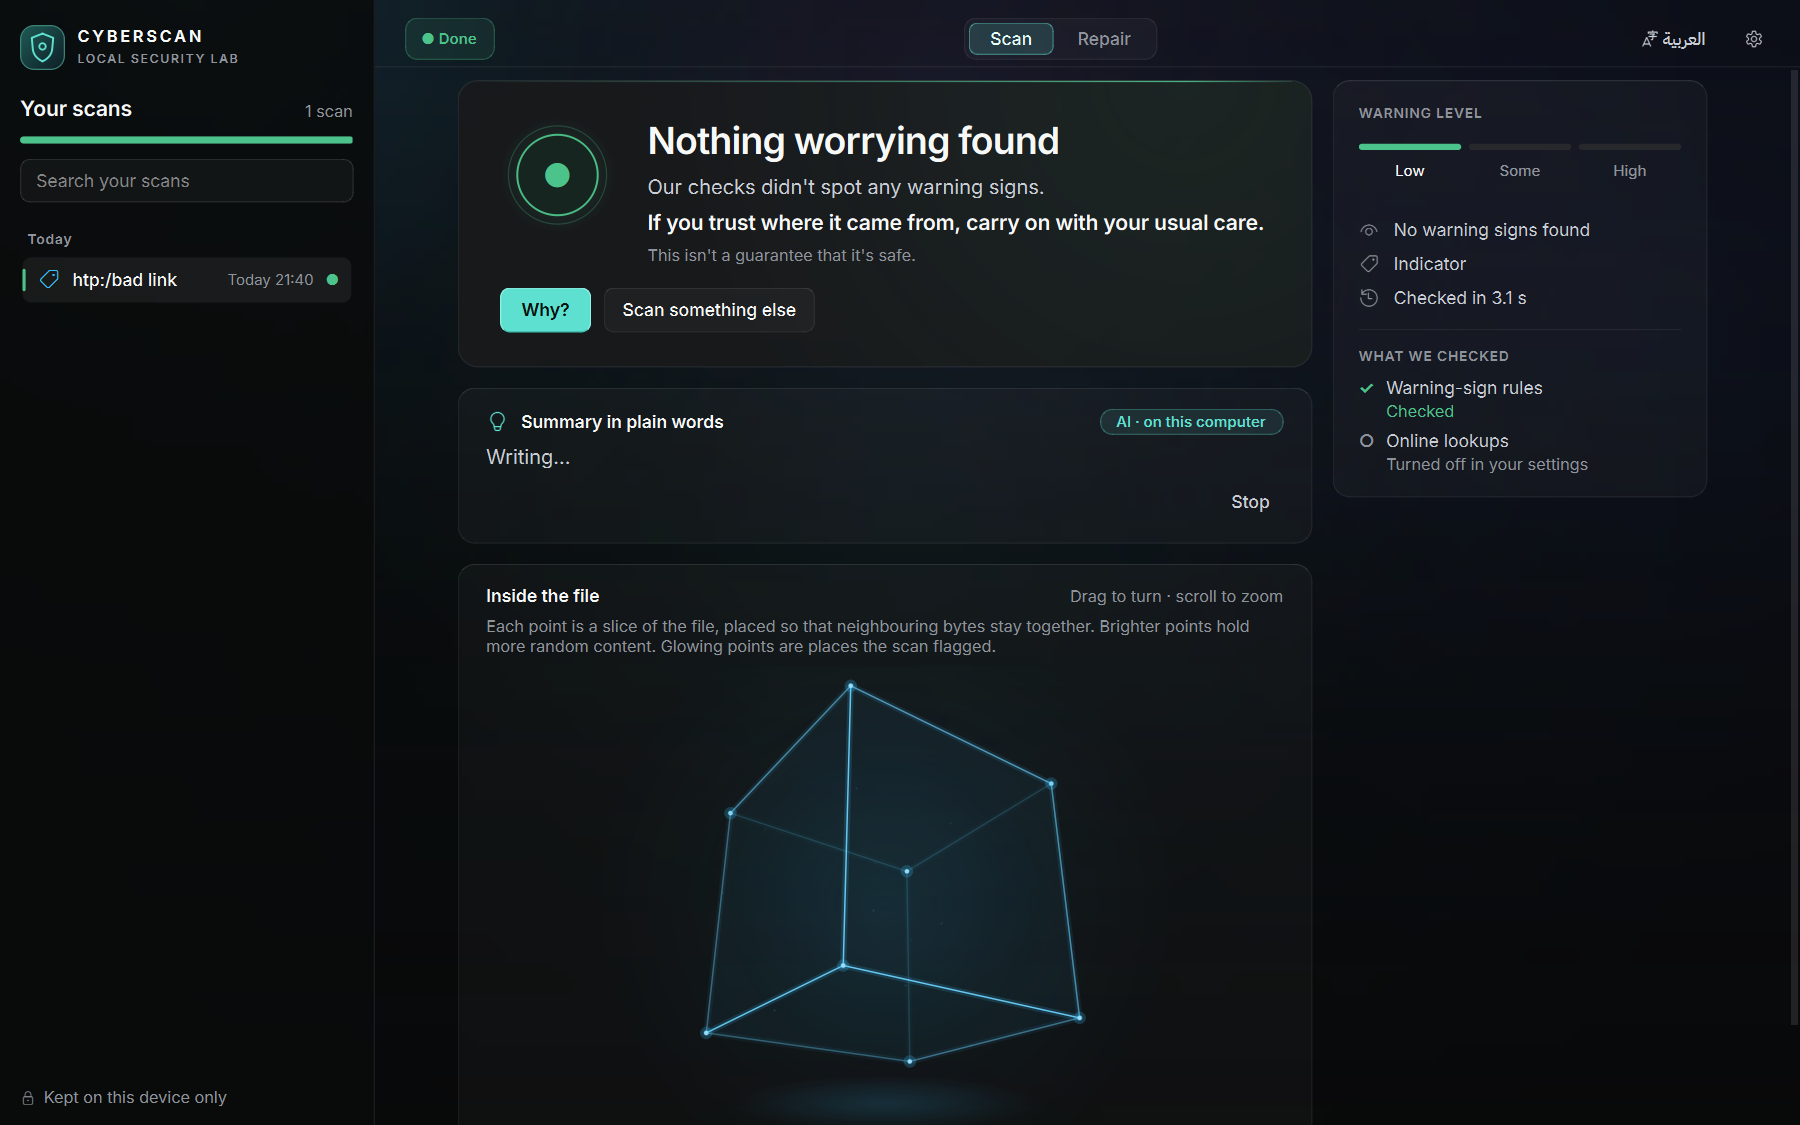 CYBERSCAN
LOCAL SECURITY LAB
Your scans
1 scan
Search your scans
Today
htp:/bad link
Today 21:40
Kept on this device only
Done
Scan
Repair
العربية
Nothing worrying found
Our checks didn't spot any warning signs.
If you trust where it came from, carry on with your usual care.
This isn't a guarantee that it's safe.
Why?
Scan something else
Summary in plain words
AI · on this computer
Writing...
Stop
Inside the file
Drag to turn · scroll to zoom
Each point is a slice of the file, placed so that neighbouring bytes stay together. Brighter points hold
more random content. Glowing points are places the scan flagged.
WARNING LEVEL
Low
Some
High
No warning signs found
Indicator
Checked in 3.1 s
WHAT WE CHECKED
Warning-sign rules
Checked
Online lookups
Turned off in your settings